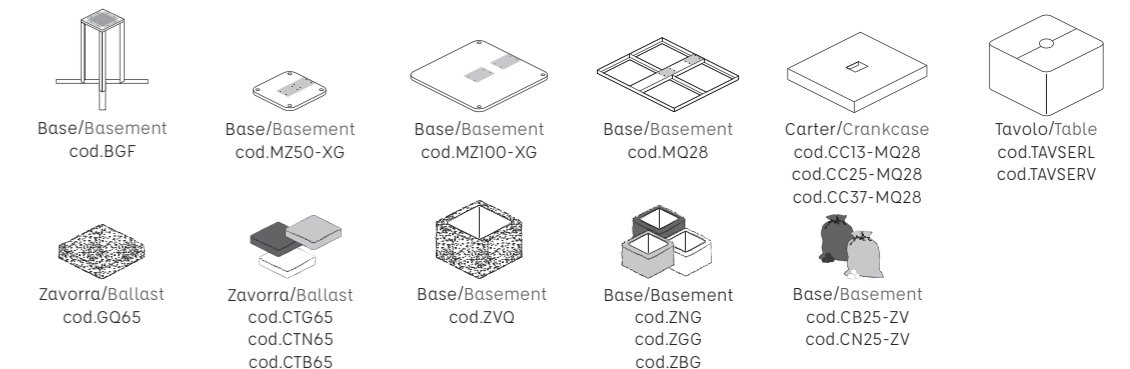 Base/Basement
cod.BGF
Base/Basement
cod.MZ50-XG
Base/Basement
cod.MZ100-XG
Base/Basement
cod.MQ28
Carter/Crankcase
cod.CC13-MQ28
cod.CC25-MQ28
cod.CC37-MQ28
Tavolo/Table
cod.TAVSERL
cod.TAVSERV
Zavorra/Ballast
cod.GQ65
Zavorra/Ballast
cod.CTG65
cod.CTN65
cod.CTB65
Base/Basement
cod.ZVQ
Base/Basement
cod.ZNG
cod.ZGG
cod.ZBG
Base/Basement
cod.CB25-ZV
cod.CN25-ZV